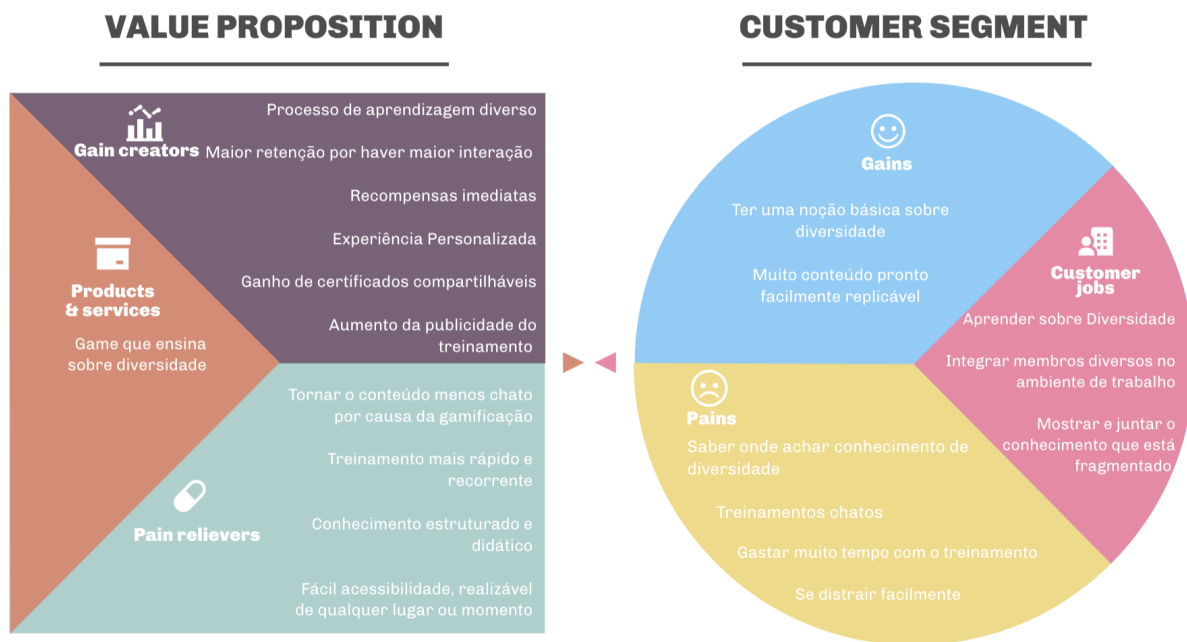 VALUE PROPOSITION
Gain creators
Processo de aprendizagem diverso
Maior retenção por haver maior interação
Recompensas imediatas
Experiência Personalizada
Ganho de certificados compartilháveis
Aumento da publicidade do
treinamento
Products
& services
Game que ensina
sobre diversidade
Pain relievers
Tornar o conteúdo menos chato
por causa da gamificação
Treinamento mais rápido e
recorrente
Conhecimento estruturado e
didático
Fácil acessibilidade, realizável
de qualquer lugar ou momento
CUSTOMER SEGMENT
Gains
Ter uma noção básica sobre
diversidade
Muito conteúdo pronto
facilmente replicável
Customer
jobs
Aprender sobre Diversidade
Integrar membros diversos no
ambiente de trabalho
Mostrar e juntar o
conhecimento que está
fragmentado
Pains
Saber onde achar conhecimento de
diversidade
Treinamentos chatos
Gastar muito tempo com o treinamento
Se distrair facilmente